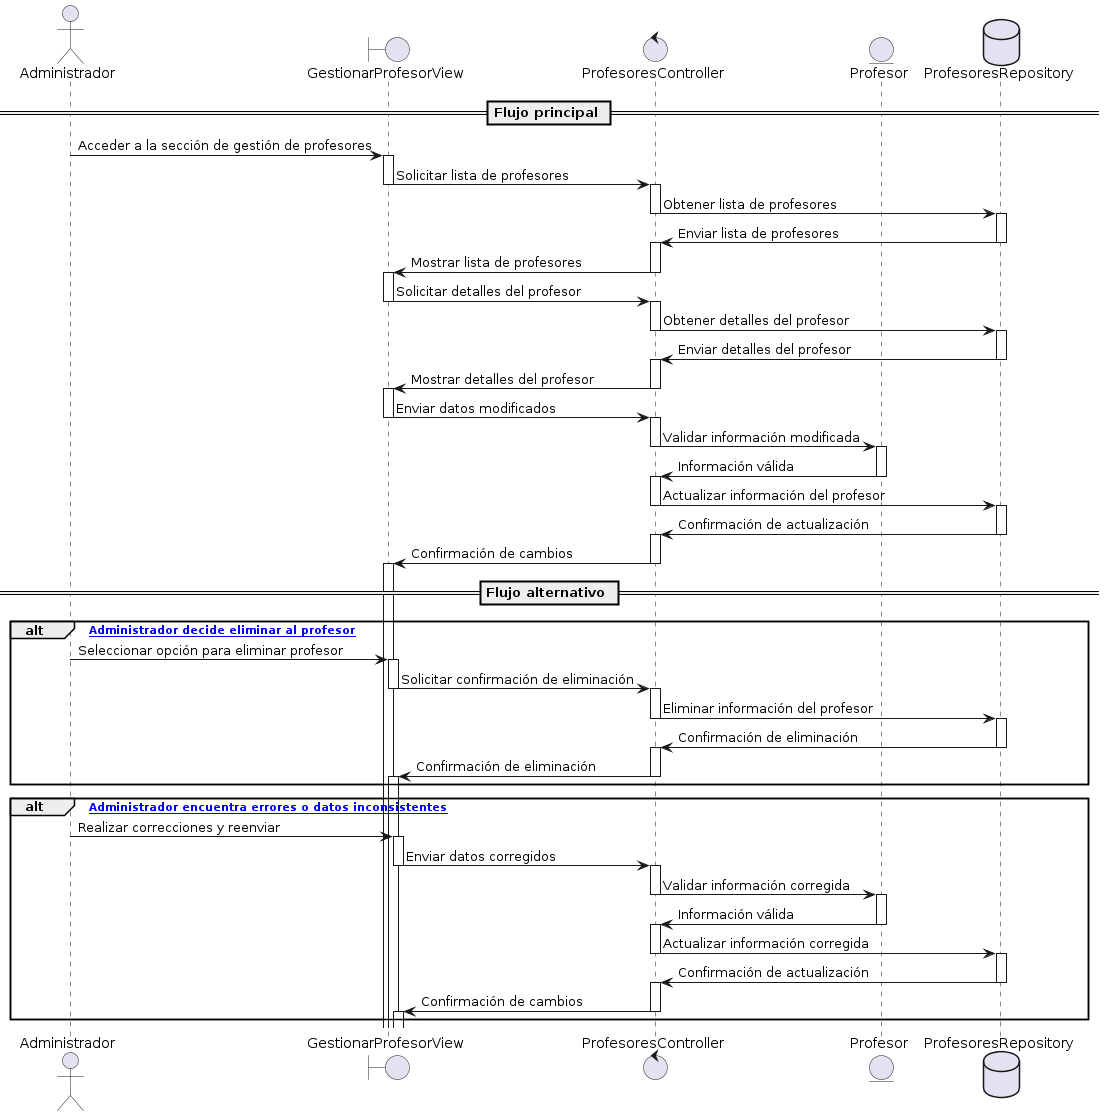 Administrador
GestionarProfesorView
ProfesoresController
Profesor
ProfesoresRepository
Flujo principal
Acceder a la sección de gestión de profesores
Solicitar lista de profesores
Obtener lista de profesores
Enviar lista de profesores
Mostrar lista de profesores
Solicitar detalles del profesor
Obtener detalles del profesor
Enviar detalles del profesor
Mostrar detalles del profesor
Enviar datos modificados
Validar información modificada
Información válida
Actualizar información del profesor
Confirmación de actualización
Confirmación de cambios
Flujo alternativo
alt
Administrador decide eliminar al profesor
Seleccionar opción para eliminar profesor
Solicitar confirmación de eliminación
Eliminar información del profesor
Confirmación de eliminación
Confirmación de eliminación
alt
Administrador encuentra errores o datos inconsistentes
Realizar correcciones y reenviar
Enviar datos corregidos
Validar información corregida
Información válida
Actualizar información corregida
Confirmación de actualización
Confirmación de cambios
Administrador
GestionarProfesorView
ProfesoresController
Profesor
ProfesoresRepository